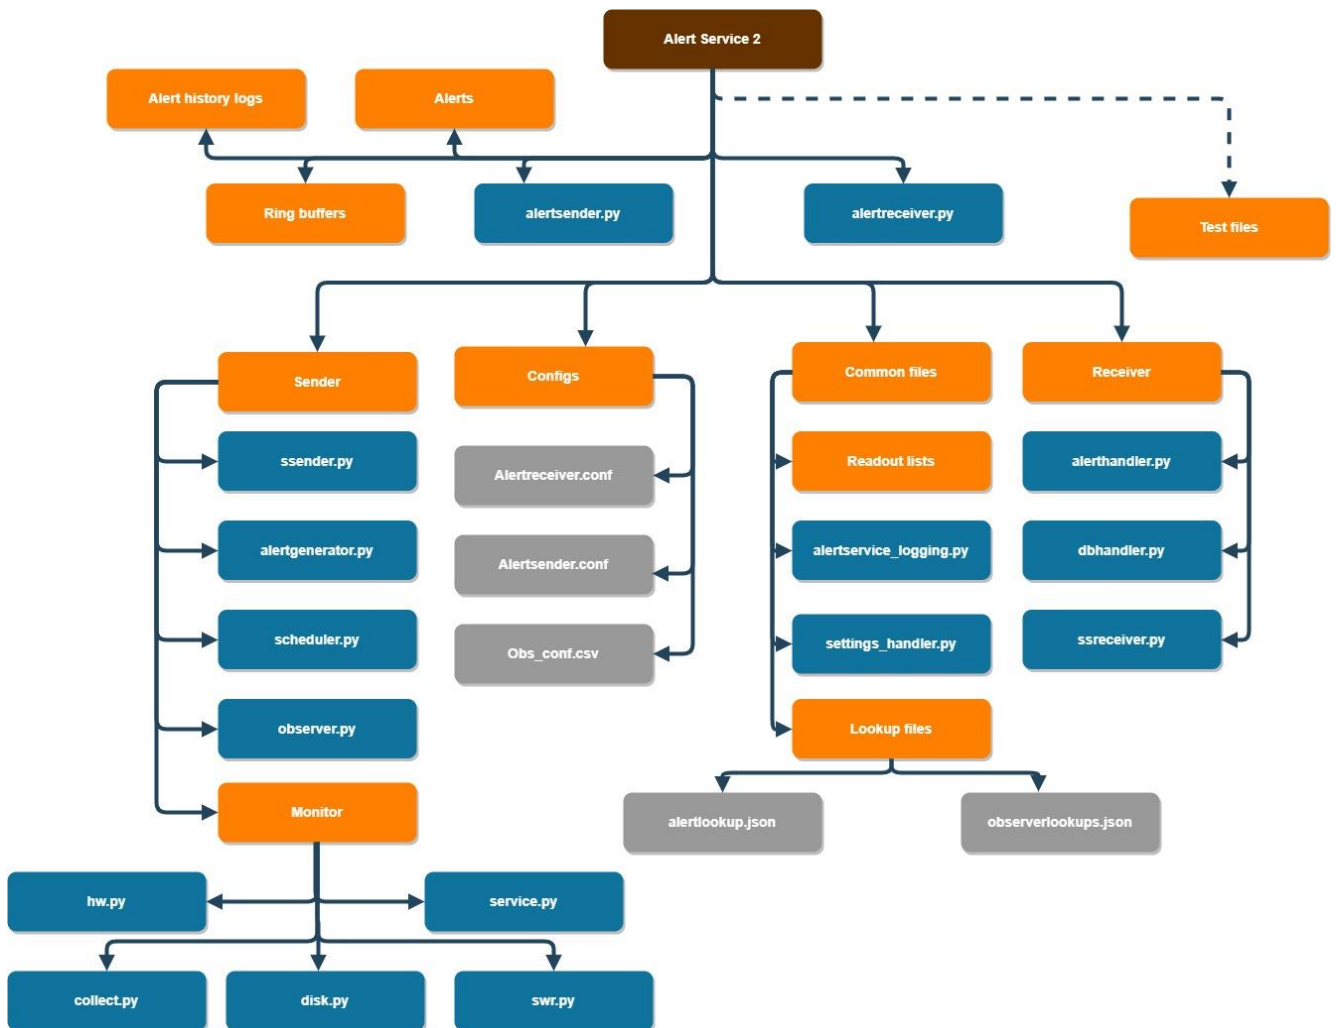 Alert Service 2
Alert history logs
Alerts
Ring buffers
alertsender.py
alertreceiver.py
Test files
Sender
Configs
Common files
Receiver
ssender.py
Alertreceiver.conf
Readout lists
alerthandler.py
alertgenerator.py
Alertsender.conf
alertservice_logging.py
dbhandler.py
scheduler.py
Obs_conf.csv
settings_handler.py
ssreceiver.py
observer.py
Lookup files
Monitor
alertlookup.json
observerlookups.json
hw.py
service.py
collect.py
disk.py
swr.py